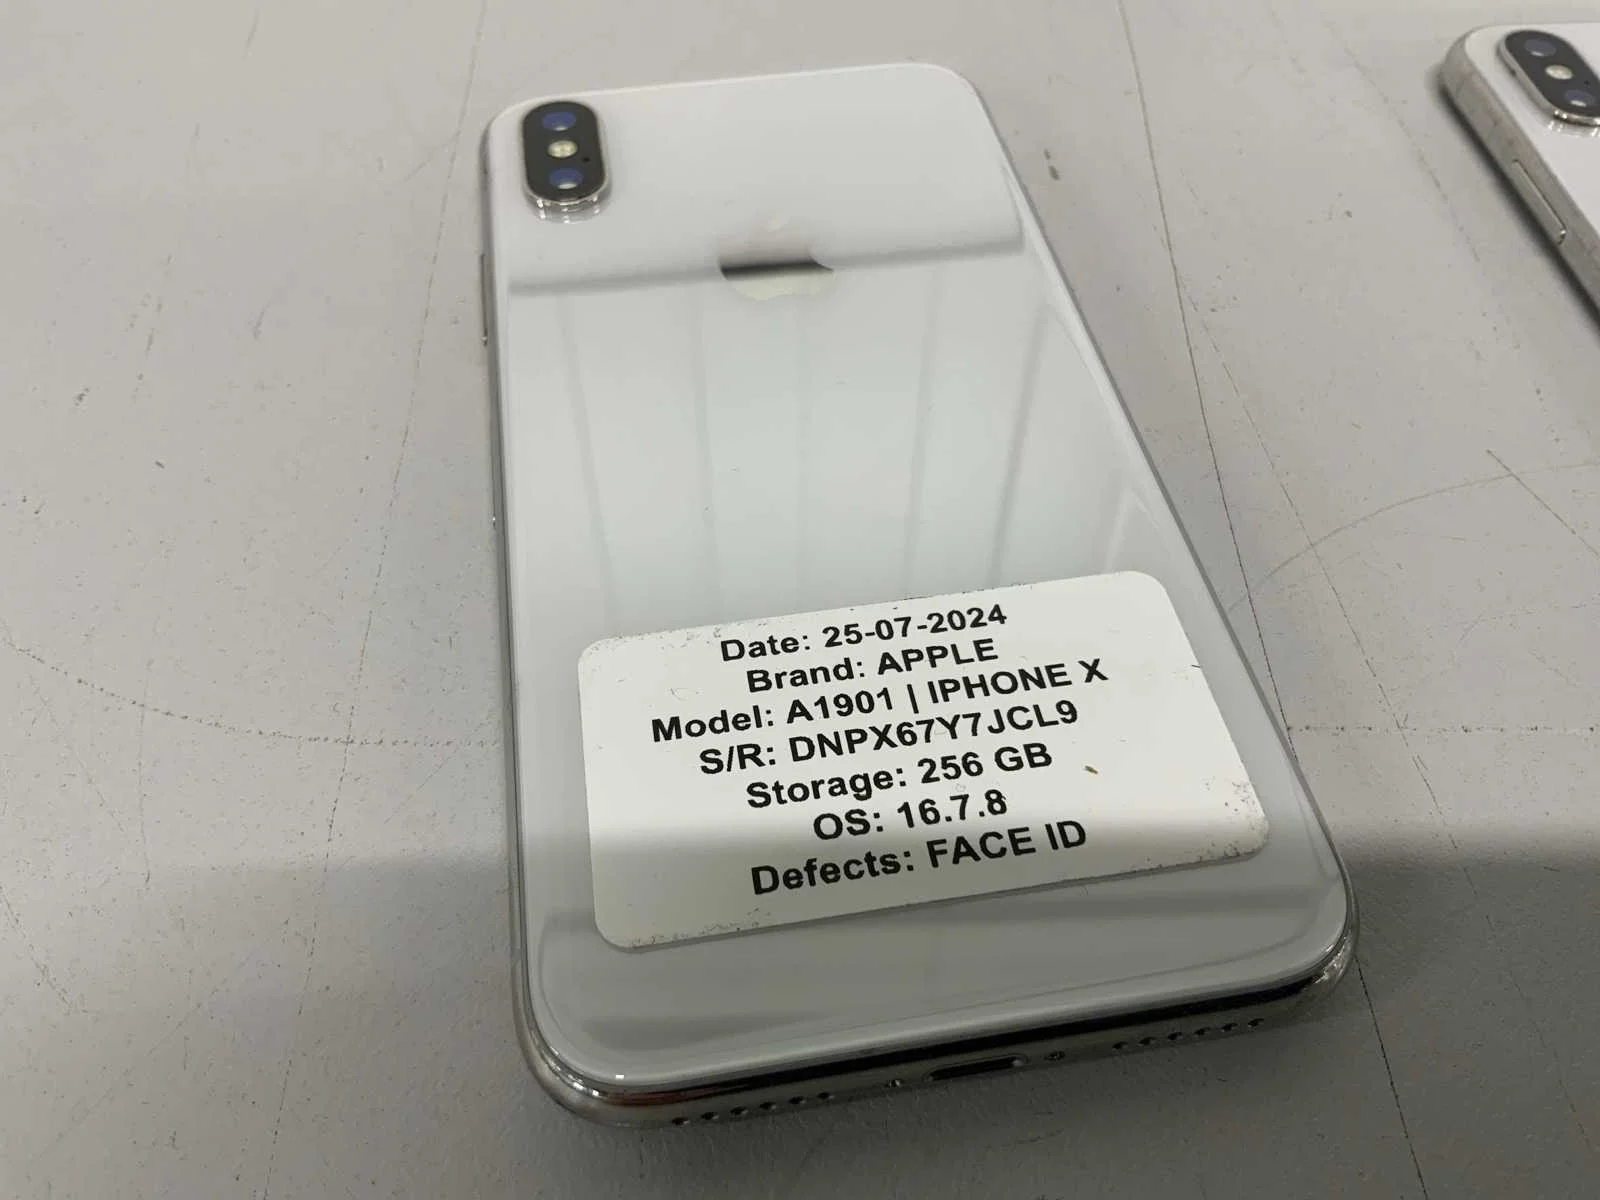 Date: 25-07-2024
Brand: APPLE
Model: A1901 | IPHONE X
S/R: DNPX67Y7JCL9
Storage: 256 GB
OS: 16.7.8
Defects: FACE ID